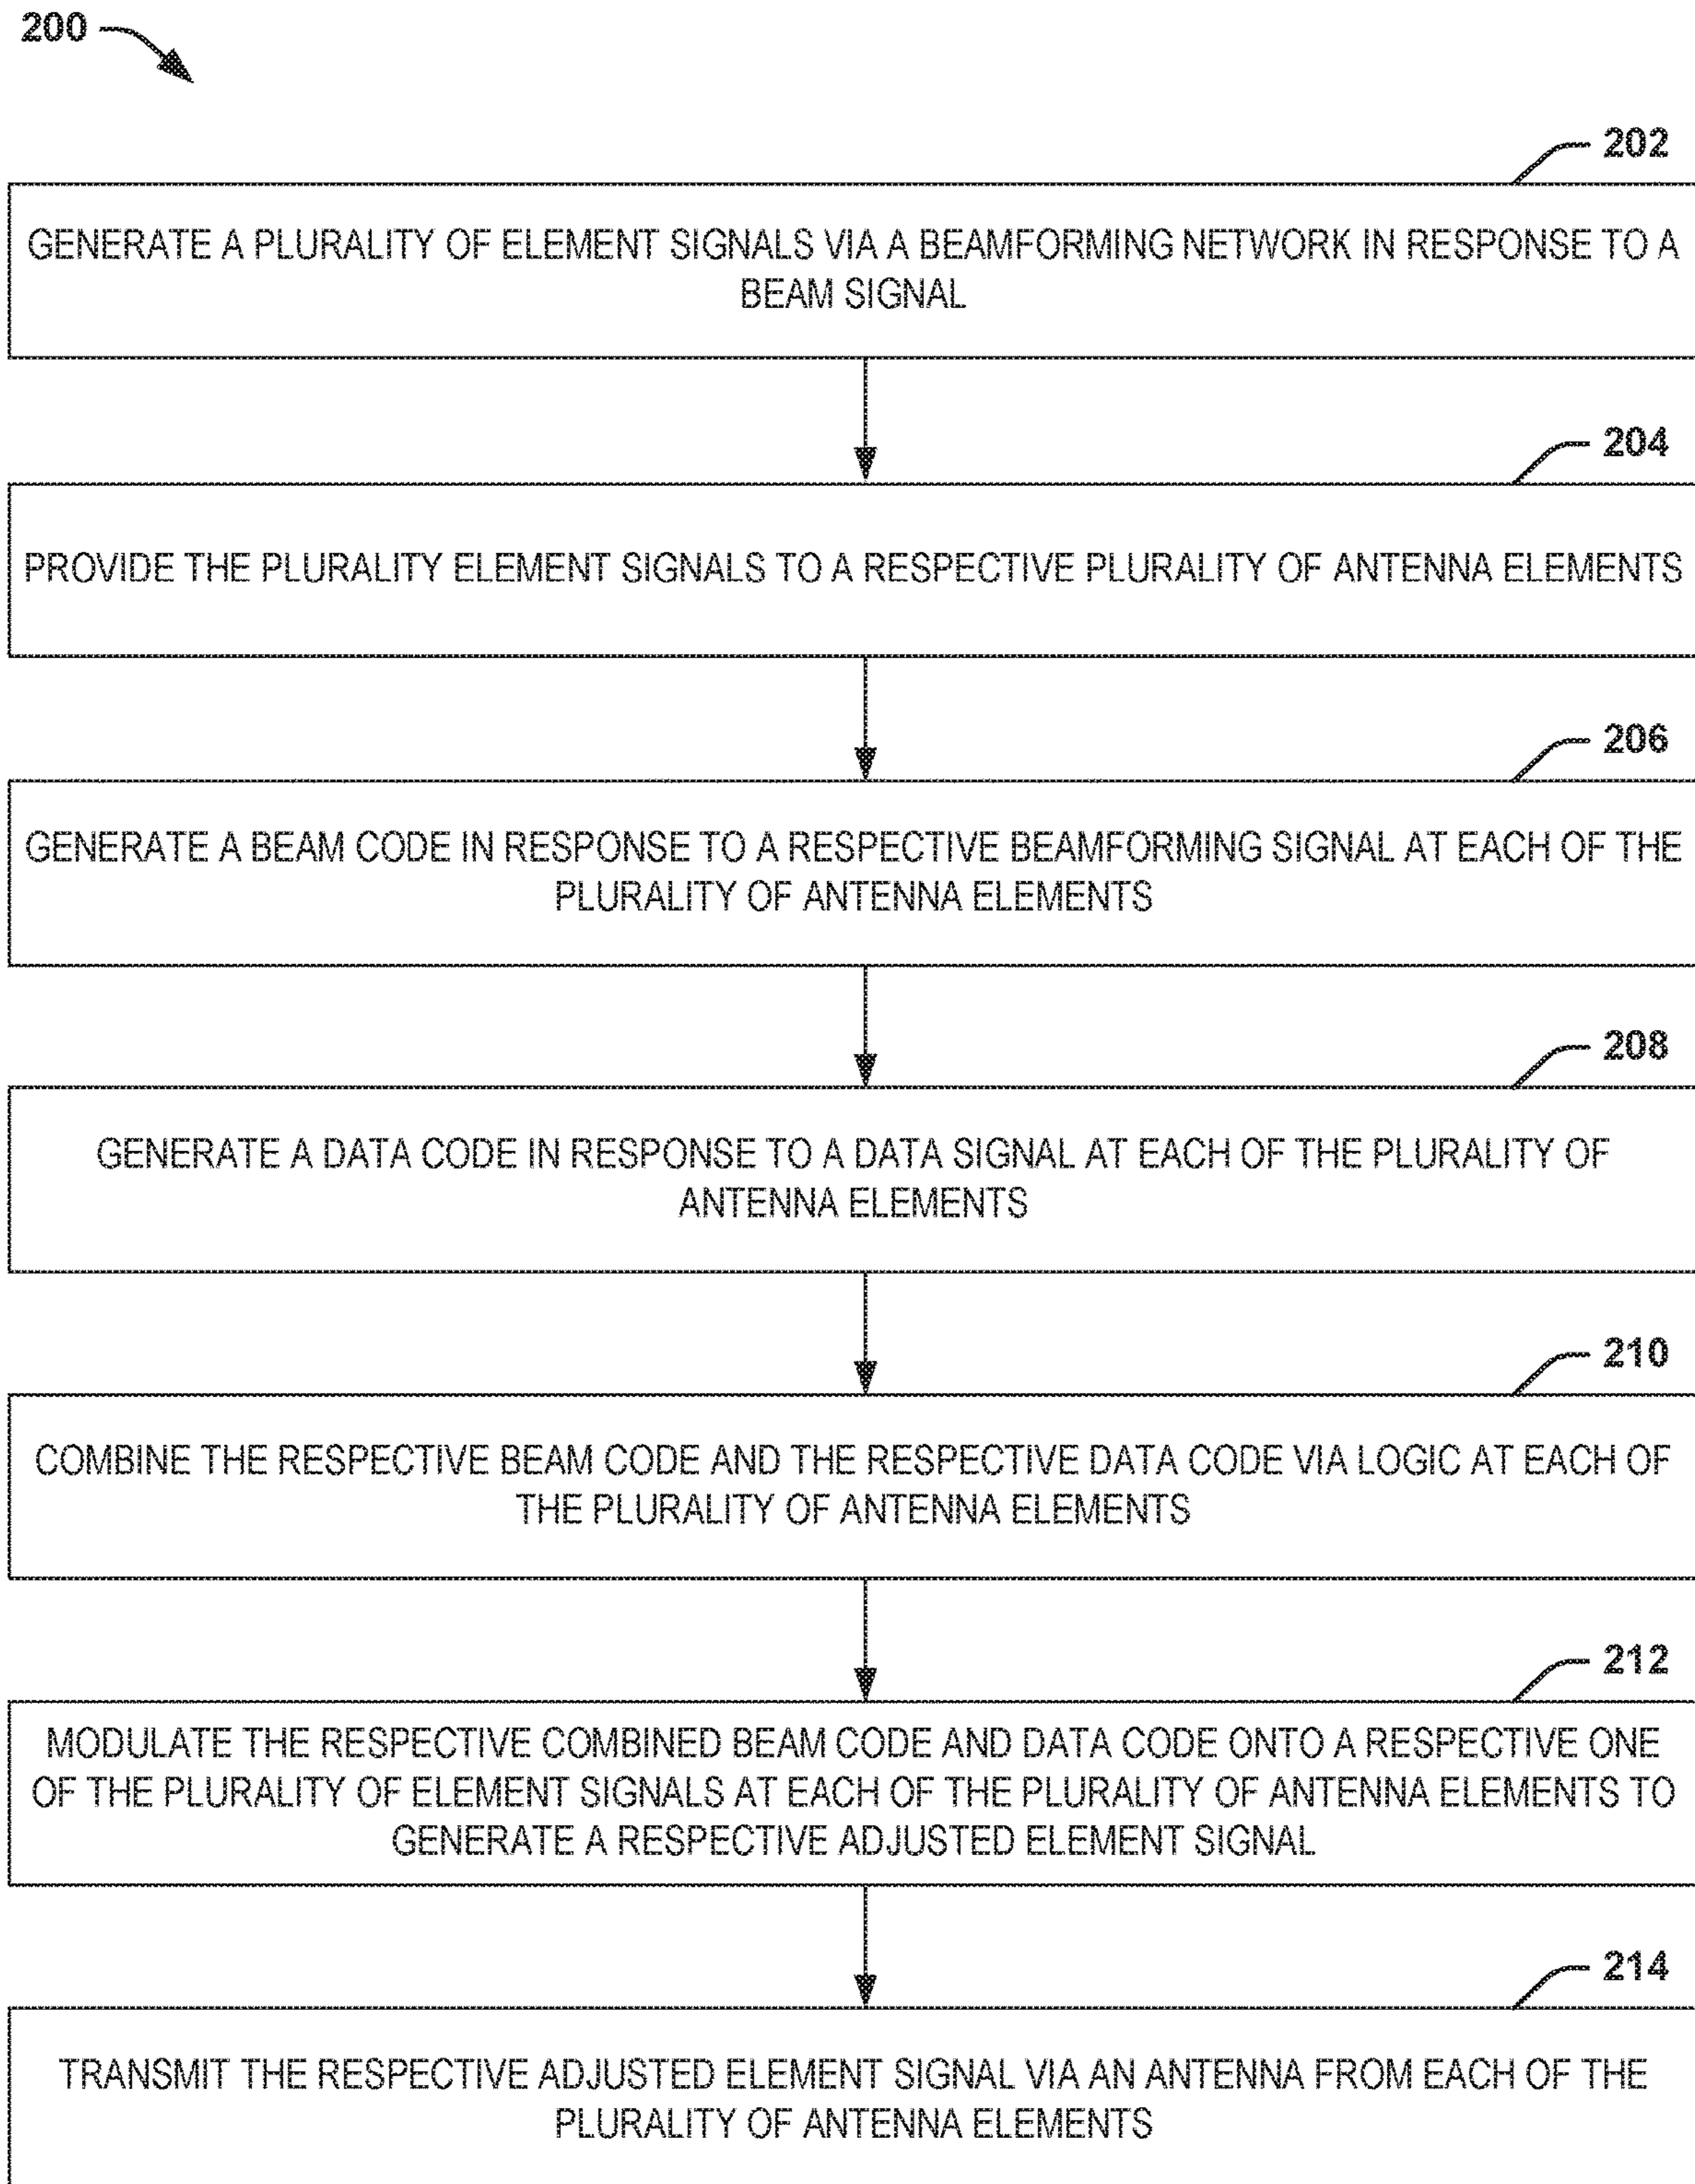 200
202
GENERATE A PLURALITY OF ELEMENT SIGNALS VIA A BEAMFORMING NETWORK IN RESPONSE TO A
BEAM SIGNAL
204
PROVIDE THE PLURALITY ELEMENT SIGNALS TO A RESPECTIVE PLURALITY OF ANTENNA ELEMENTS
206
GENERATE A BEAM CODE IN RESPONSE TO A RESPECTIVE BEAMFORMING SIGNAL AT EACH OF THE
PLURALITY OF ANTENNA ELEMENTS
208
GENERATE A DATA CODE IN RESPONSE TO A DATA SIGNAL AT EACH OF THE PLURALITY OF
ANTENNA ELEMENTS
210
COMBINE THE RESPECTIVE BEAM CODE AND THE RESPECTIVE DATA CODE VIA LOGIC AT EACH OF
THE PLURALITY OF ANTENNA ELEMENTS
212
MODULATE THE RESPECTIVE COMBINED BEAM CODE AND DATA CODE ONTO A RESPECTIVE ONE
OF THE PLURALITY OF ELEMENT SIGNALS AT EACH OF THE PLURALITY OF ANTENNA ELEMENTS TO
GENERATE A RESPECTIVE ADJUSTED ELEMENT SIGNAL
214
TRANSMIT THE RESPECTIVE ADJUSTED ELEMENT SIGNAL VIA AN ANTENNA FROM EACH OF THE
PLURALITY OF ANTENNA ELEMENTS